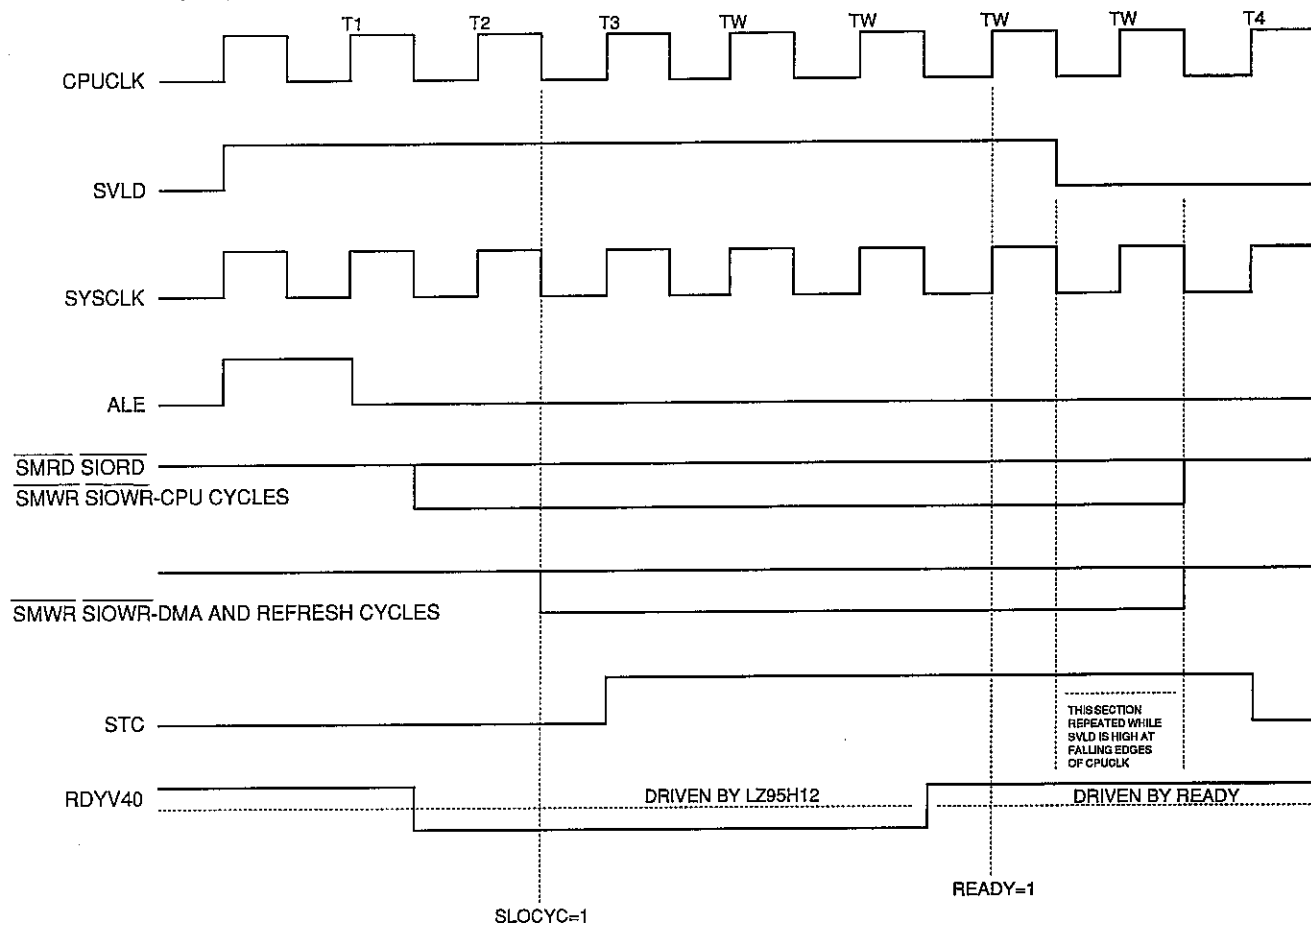 T1 T2 T3 TW TW TW TW T4
CPUCLK
SVLD
SYSCLK
ALE
SMRD SIORD
SMWR SIOWR-CPU CYCLES
SMWR SIOWR-DMA AND REFRESH CYCLES
STC
THIS SECTION
REPEATED WHILE
SVLD IS HIGH AT
FALLING EDGES
OF CPUCLK
RDYV40
DRIVEN BY LZ95H12
DRIVEN BY READY
READY=1
SLOCYC=1